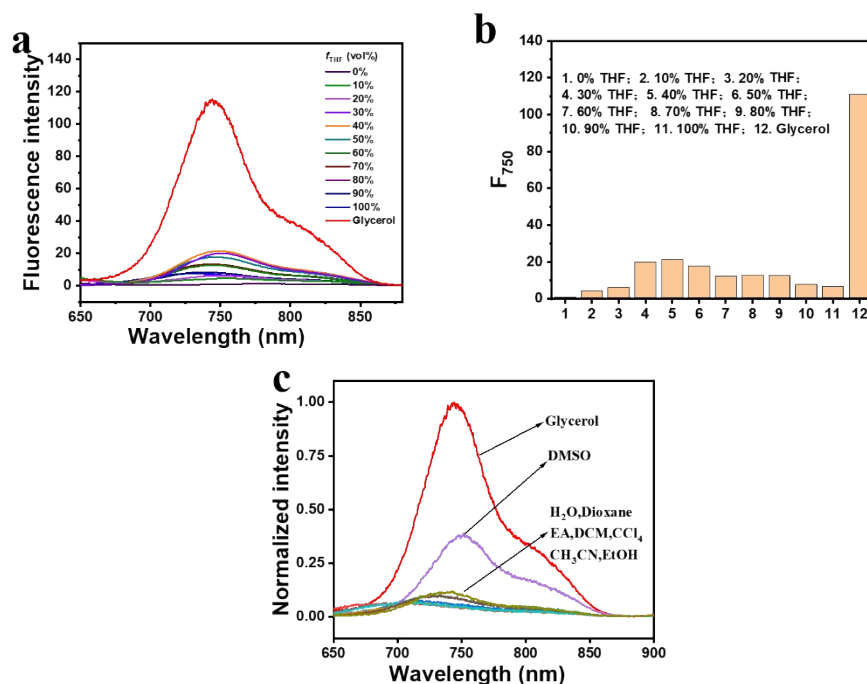 a
Fluorescence intensity
140
120
100
80
60
40
20
0
650 700 750 800 850
Wavelength (nm)
fTHF (vol%)
0%
10%
20%
30%
40%
50%
60%
70%
80%
90%
100%
Glycerol
b
F750
140
120
100
80
60
40
20
0
1. 0% THF； 2. 10% THF； 3. 20% THF；
4. 30% THF； 5. 40% THF； 6. 50% THF；
7. 60% THF； 8. 70% THF； 9. 80% THF；
10. 90% THF； 11. 100% THF； 12. Glycerol
1 2 3 4 5 6 7 8 9 10 11 12
c
Normalized intensity
1.00
0.75
0.50
0.25
0.00
Glycerol
DMSO
H2O,Dioxane
EA,DCM,CCl4
CH3CN,EtOH
650 700 750 800 850 900
Wavelength (nm)